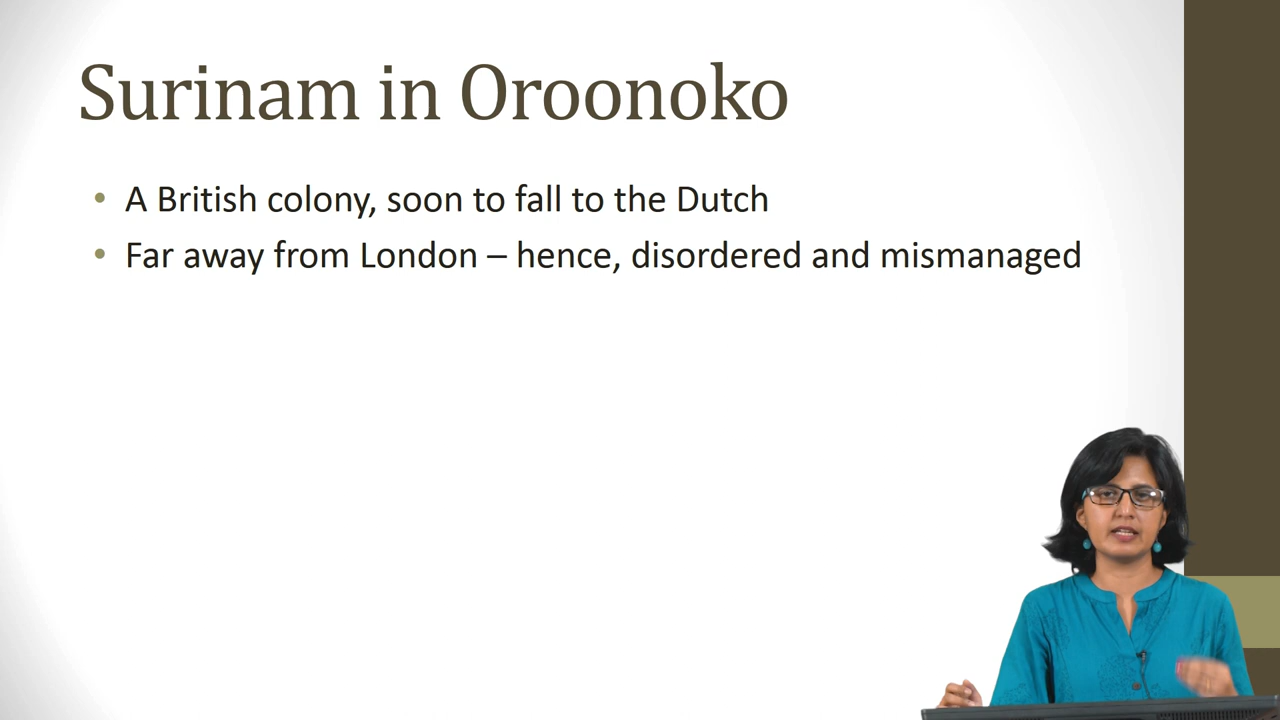 Surinam in Oroonoko
• A British colony, soon to fall to the Dutch
• Far away from London – hence, disordered and mismanaged